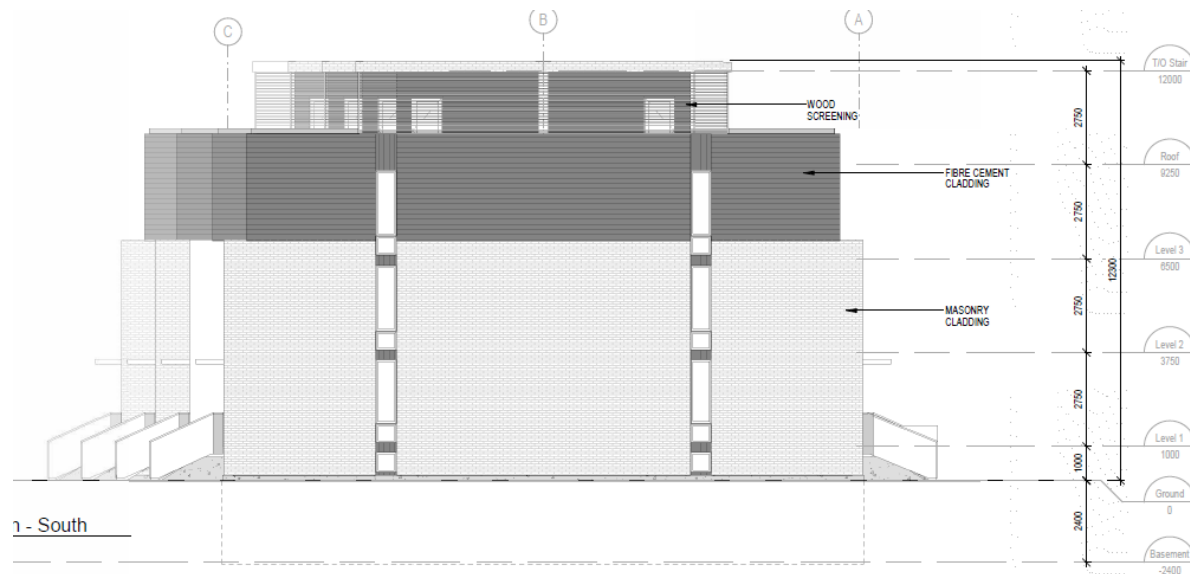 C
B
A
T/O Stair
12000
WOOD
SCREENING
2750
Roof
9250
FIBRE CEMENT
CLADDING
2750
Level 3
6500
12300
MASONRY
CLADDING
2750
Level 2
3750
2750
Level 1
1000
1000
Ground
0
n - South
2400
Basement
-2400